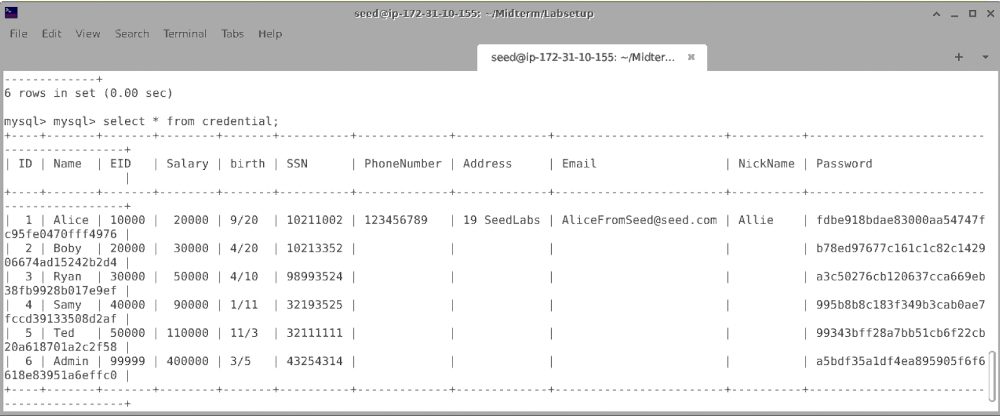 seed@ip-172-31-10-155: ~/Midterm/Labsetup
File Edit View Search Terminal Tabs Help
seed@ip-172-31-10-155: ~/Midter...
-------------+
6 rows in set (0.00 sec)
mysql> mysql> select * from credential;
+----+-------+-------+--------+-------+----------+-------------+-------------+------------------------+----------+-------------------------
-----------------+
| ID | Name | EID | Salary | birth | SSN | PhoneNumber | Address | Email | NickName | Password
|
+----+-------+-------+--------+-------+----------+-------------+-------------+------------------------+----------+-------------------------
-----------------+
| 1 | Alice | 10000 | 20000 | 9/20 | 10211002 | 123456789 | 19 SeedLabs | AliceFromSeed@seed.com | Allie | fdbe918bdae83000aa54747f
c95fe0470fff4976 |
| 2 | Boby | 20000 | 30000 | 4/20 | 10213352 | | | | | b78ed97677c161c1c82c1429
06674ad15242b2d4 |
| 3 | Ryan | 30000 | 50000 | 4/10 | 98993524 | | | | | a3c50276cb120637cca669eb
38fb9928b017e9ef |
| 4 | Samy | 40000 | 90000 | 1/11 | 32193525 | | | | | 995b8b8c183f349b3cab0ae7
fccd39133508d2af |
| 5 | Ted | 50000 | 110000 | 11/3 | 32111111 | | | | | 99343bff28a7bb51cb6f22cb
20a618701a2c2f58 |
| 6 | Admin | 99999 | 400000 | 3/5 | 43254314 | | | | | a5bdf35a1df4ea895905f6f6
618e83951a6effc0 |
+----+-------+-------+--------+-------+----------+-------------+-------------+------------------------+----------+-------------------------
-----------------+